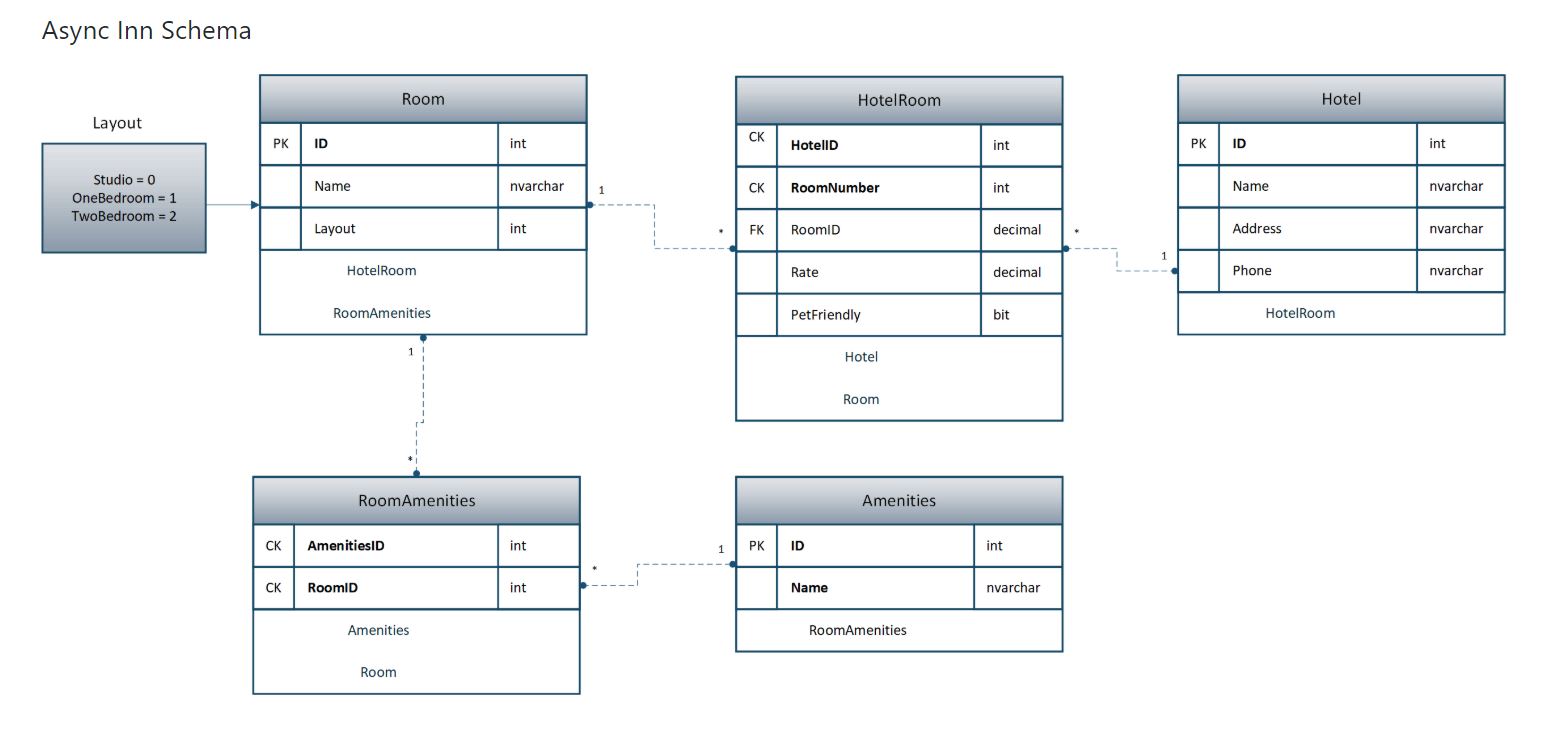 Async Inn Schema
Layout
Studio = 0
OneBedroom = 1
TwoBedroom = 2
Room
PK ID int
Name nvarchar
Layout int
HotelRoom
RoomAmenities
1
*
HotelRoom
CK HotelID int
CK RoomNumber int
FK RoomID decimal
Rate decimal
PetFriendly bit
Hotel
Room
*
1
Hotel
PK ID int
Name nvarchar
Address nvarchar
Phone nvarchar
HotelRoom
1
*
RoomAmenities
CK AmenitiesID int
CK RoomID int
Amenities
Room
*
1
Amenities
PK ID int
Name nvarchar
RoomAmenities